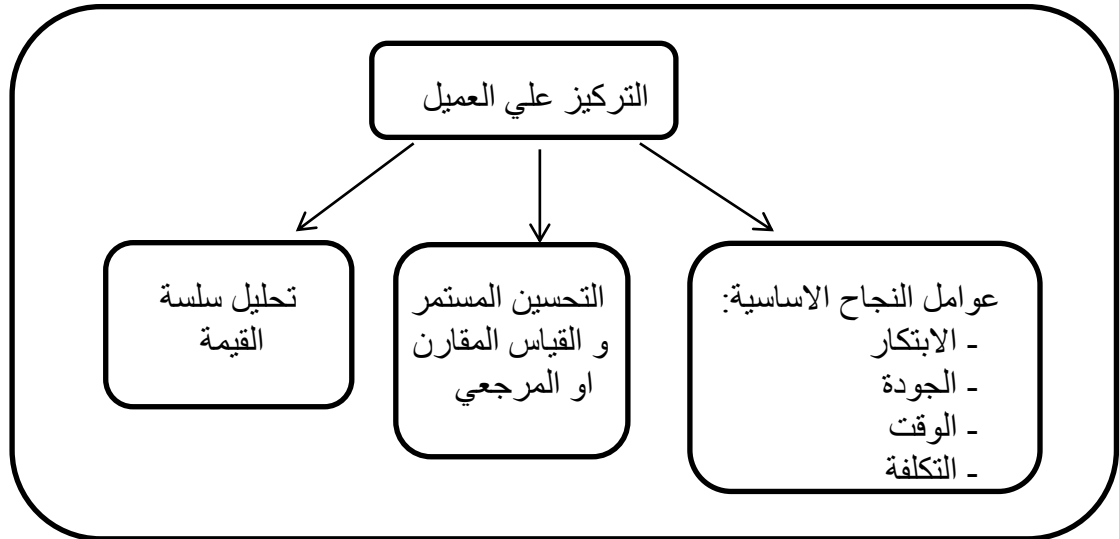 التركيز علي العميل
عوامل النجاح الاساسية:
- الابتكار
- الجودة
- الوقت
- التكلفة
التحسين المستمر
و القياس المقارن
او المرجعي
تحليل سلسة
القيمة